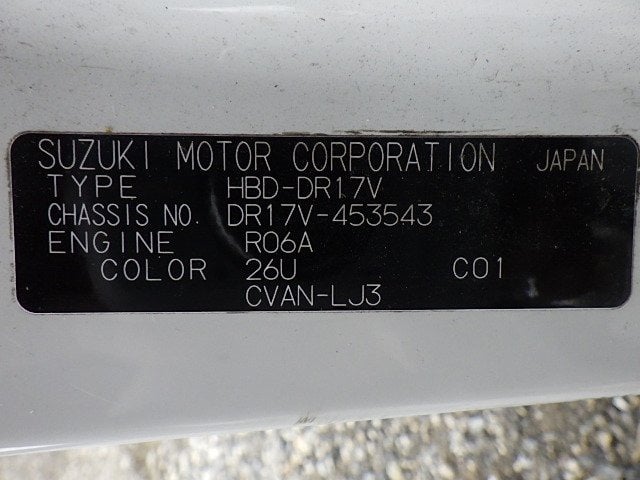 SUZUKI MOTOR CORPORATION JAPAN
TYPE HBD-DR17V
CHASSIS NO. DR17V-453543
ENGINE R06A
COLOR 26U C01
CVAN-LJ3